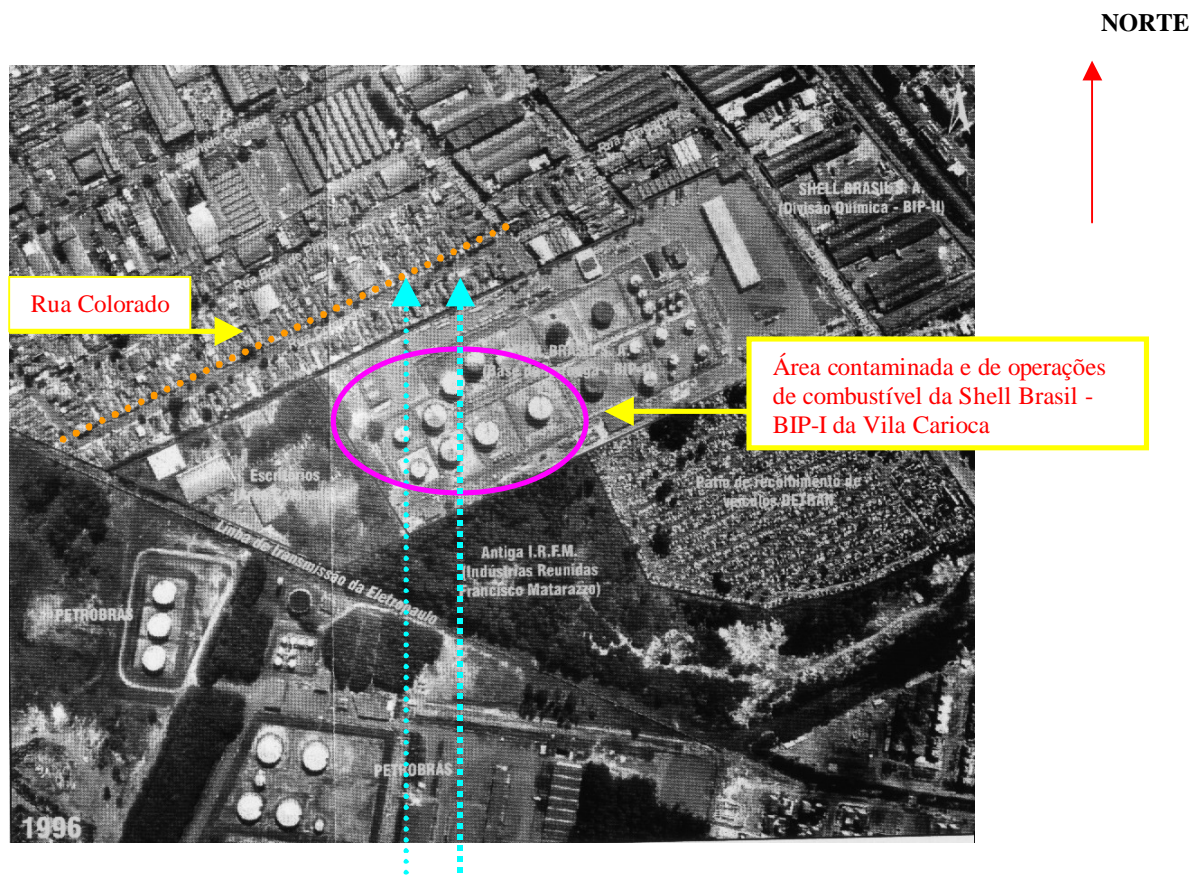 NORTE
R.F.F.S.A.
SHELL BRASIL S. A.
(Divisão Química - BIP-II)
Rua Colorado
Área contaminada e de operações
de combustível da Shell Brasil -
BIP-I da Vila Carioca
Escritórios
Pátio de recolhimento de
veículos DETRAN
Linha de transmissão da Eletropaulo
Antiga I.R.F.M.
(Indústrias Reunidas
Francisco Matarazzo)
PETROBRÁS
PETROBRÁS
1996